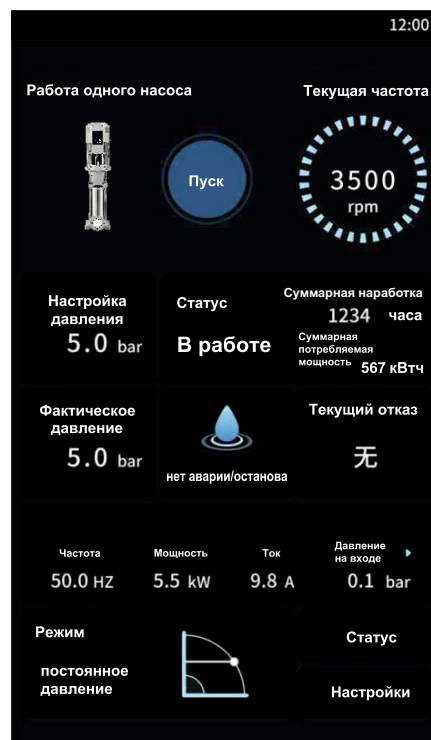 12:00
Работа одного насоса
Текущая частота
Пуск
3500
rpm
Настройка
давления
5.0 bar
Статус
В работе
Суммарная наработка
1234 часа
Суммарная
потребляемая
мощность 567 кВтч
Фактическое
давление
5.0 bar
нет аварии/останова
Текущий отказ
无
Частота
50.0 HZ
Мощность
5.5 kW
Ток
9.8 A
Давление
на входе
0.1 bar
Режим
постоянное
давление
Статус
Настройки